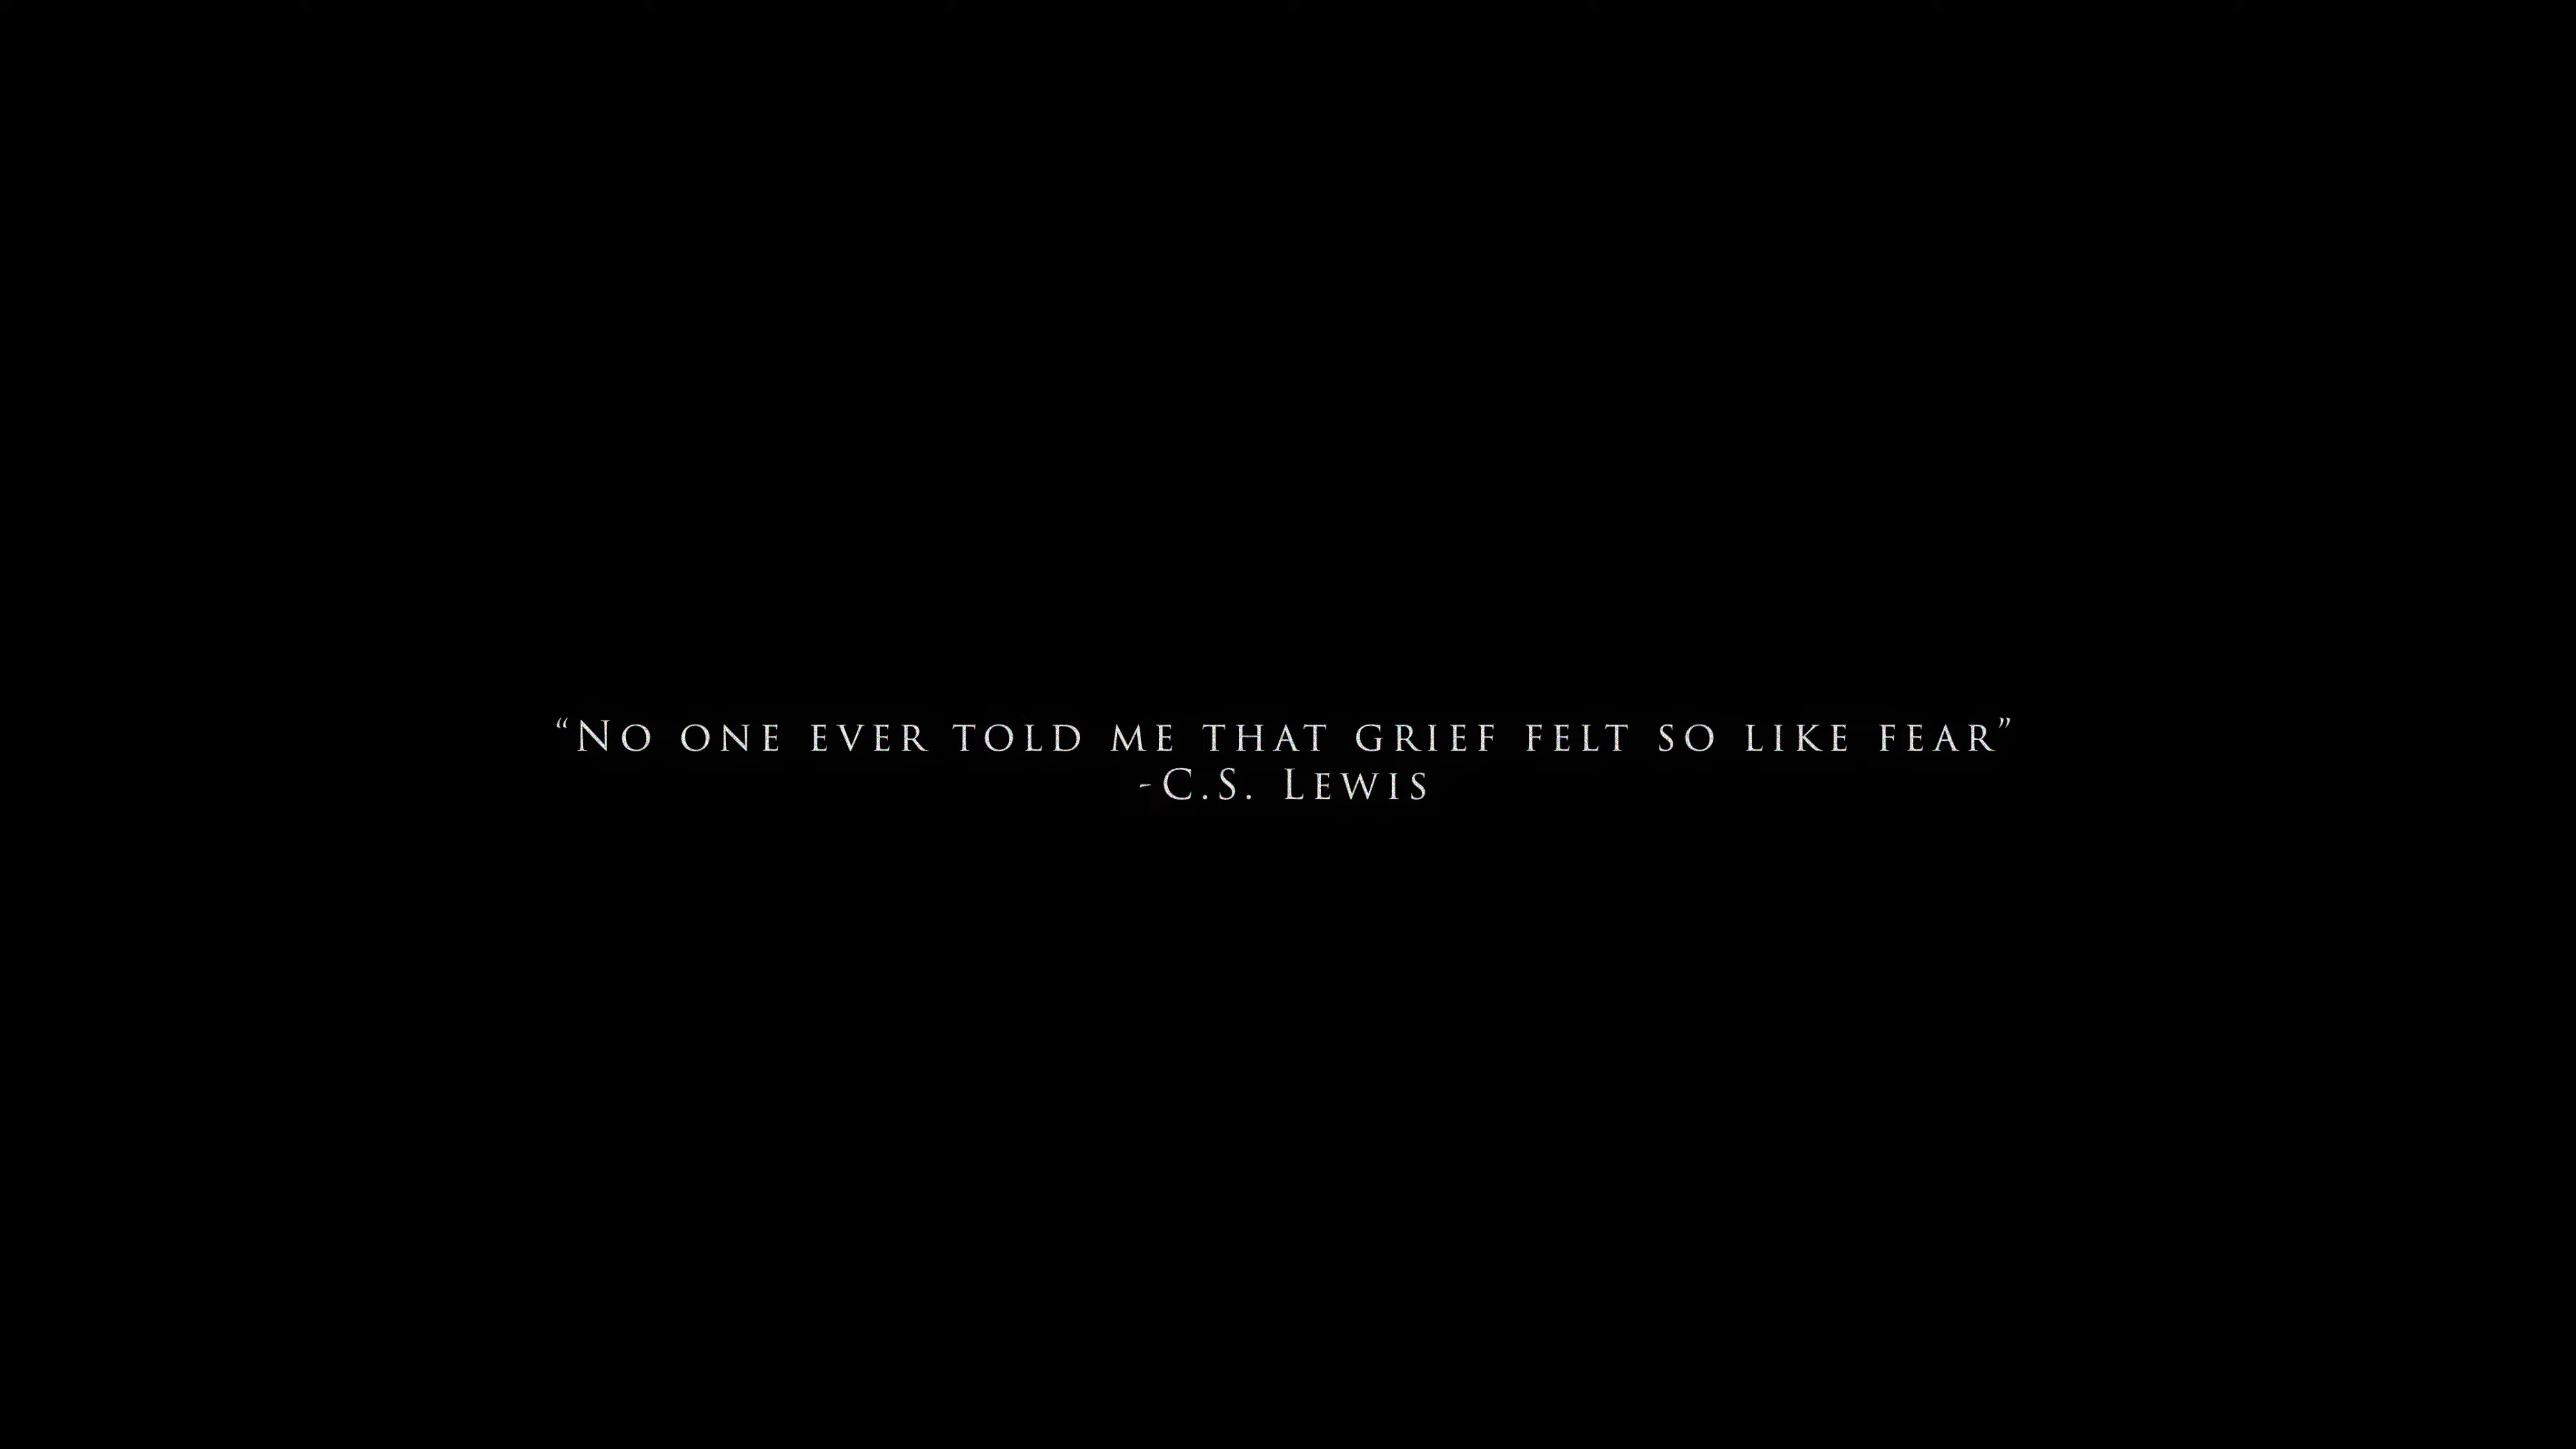 “No one ever told me that grief felt so like fear”
-C.S. Lewis